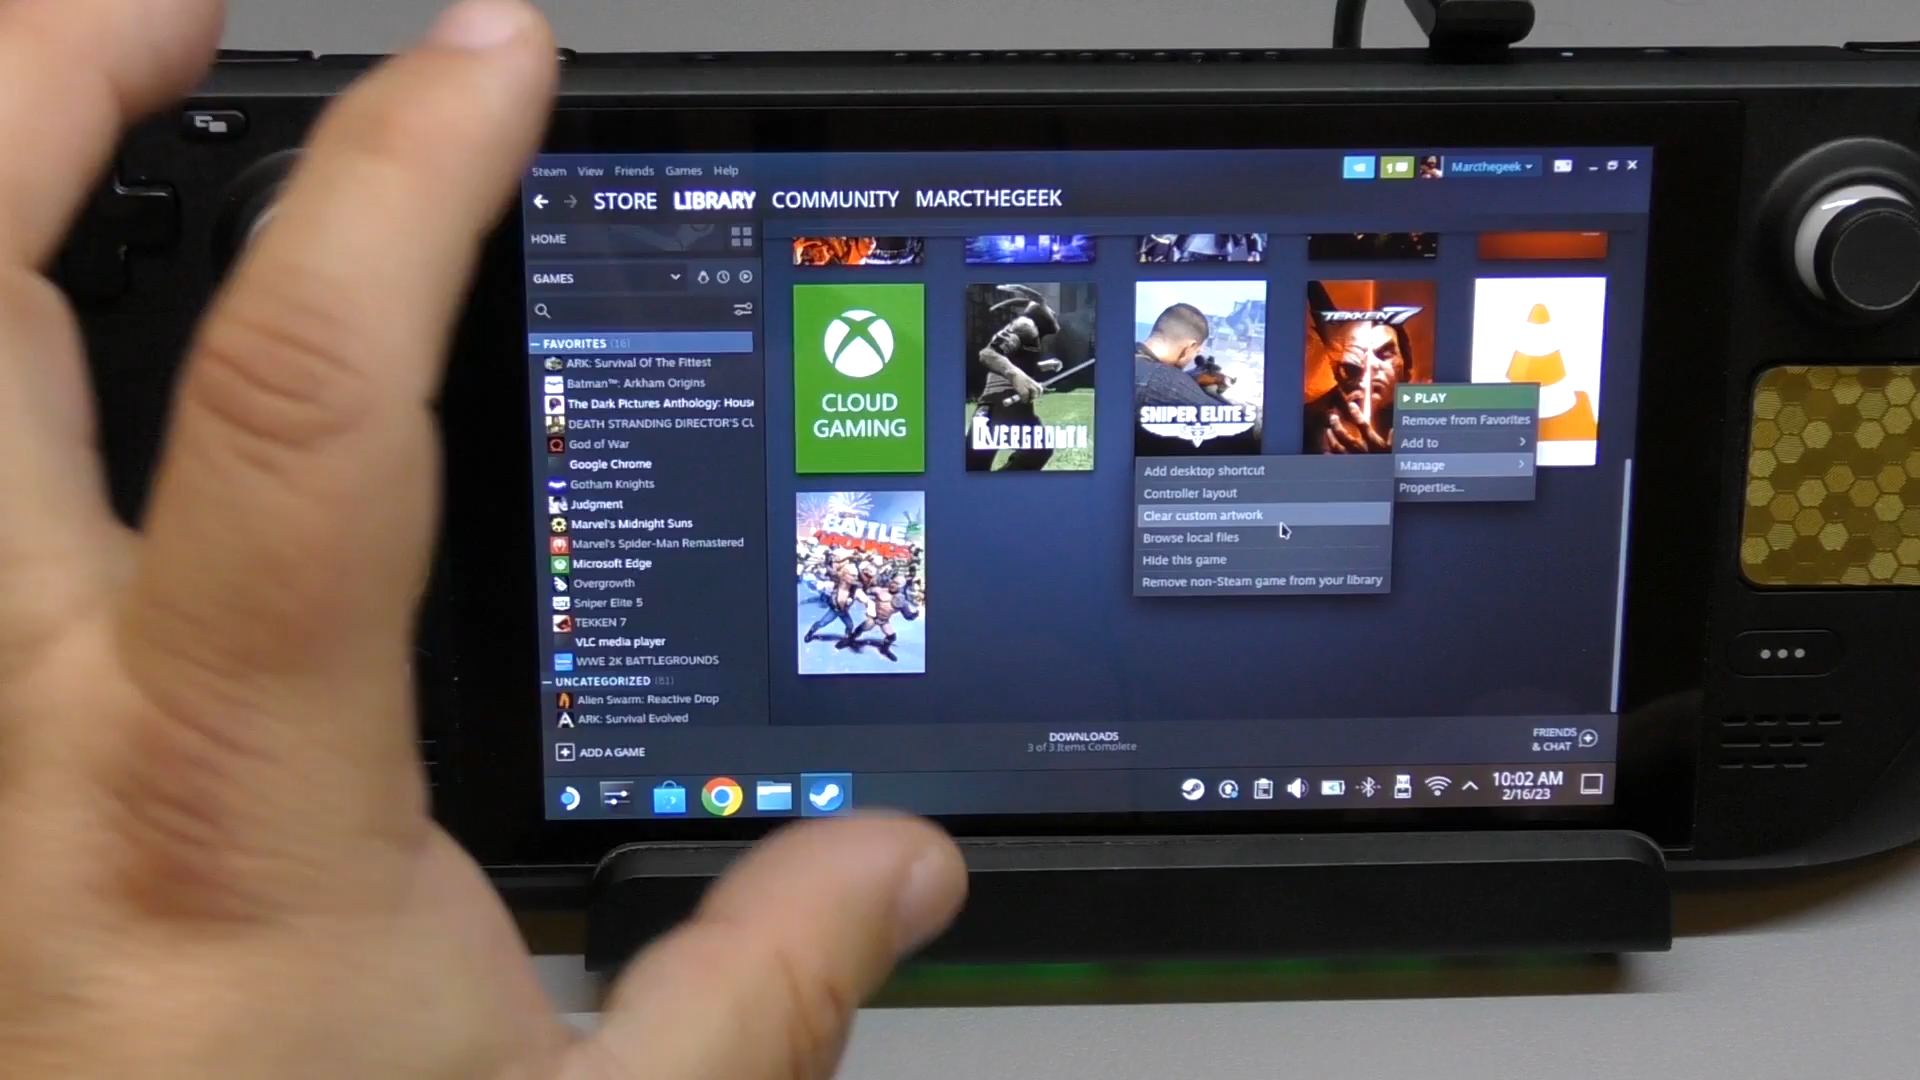 Steam View Friends Games Help
Marcthegeek
STORE LIBRARY COMMUNITY MARCTHEGEEK
HOME
GAMES
FAVORITES (16)
ARK: Survival Of The Fittest
Batman™: Arkham Origins
The Dark Pictures Anthology: House
DEATH STRANDING DIRECTOR'S CU
God of War
Google Chrome
Gotham Knights
Judgment
Marvel's Midnight Suns
Marvel's Spider-Man Remastered
Microsoft Edge
Overgrowth
Sniper Elite 5
TEKKEN 7
VLC media player
WWE 2K BATTLEGROUNDS
UNCATEGORIZED (81)
Alien Swarm: Reactive Drop
ARK: Survival Evolved
ADD A GAME
CLOUD
GAMING
OVERGROWTH
SNIPER ELITE 5
TEKKEN 7
BATTLE
GROUNDS
PLAY
Remove from Favorites
Add to
Manage
Properties...
Add desktop shortcut
Controller layout
Clear custom artwork
Browse local files
Hide this game
Remove non-Steam game from your library
DOWNLOADS
3 of 3 Items Complete
FRIENDS
& CHAT
10:02 AM
2/16/23